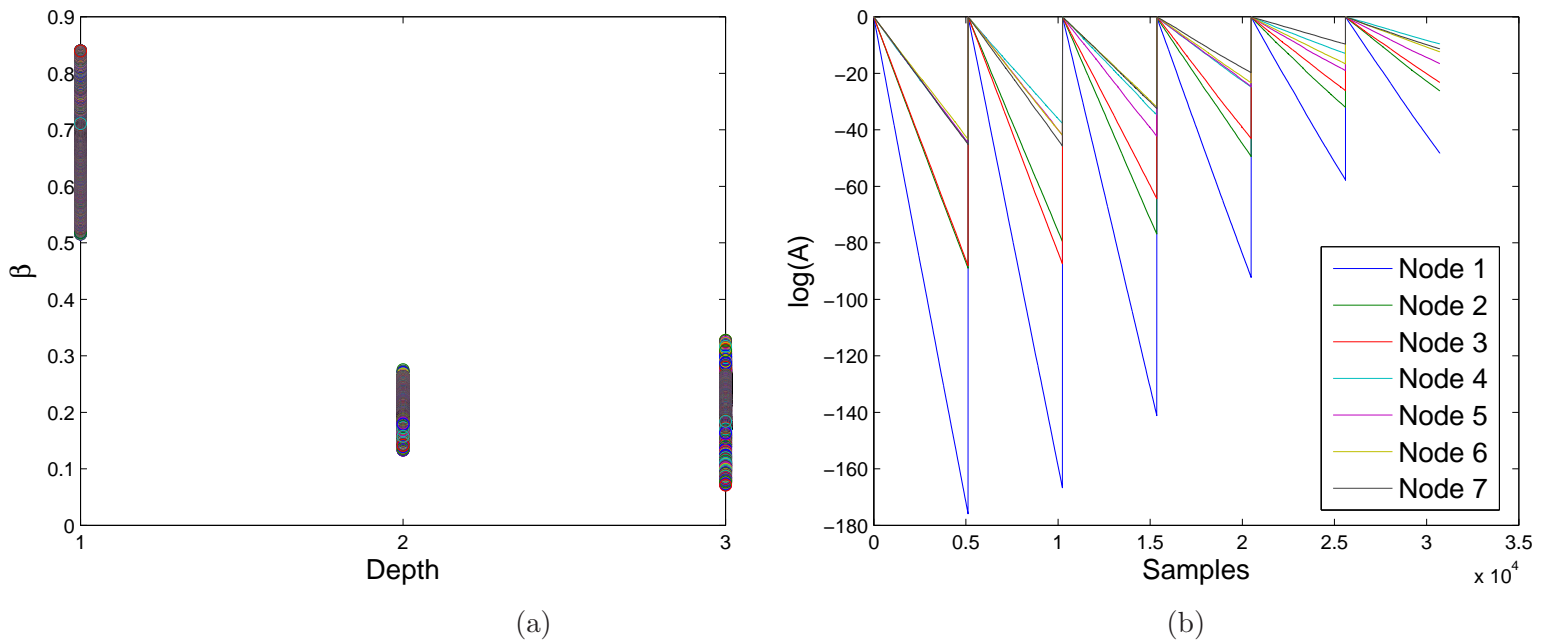 0.9
0.8
0.7
0.6
0.5
0.4
0.3
0.2
0.1
0
β
1
2
3
Depth
(a)
0
−20
−40
−60
−80
−100
−120
−140
−160
−180
log(A)
0
0.5
1
1.5
2
2.5
3
3.5
x 10⁴
Samples
Node 1
Node 2
Node 3
Node 4
Node 5
Node 6
Node 7
(b)